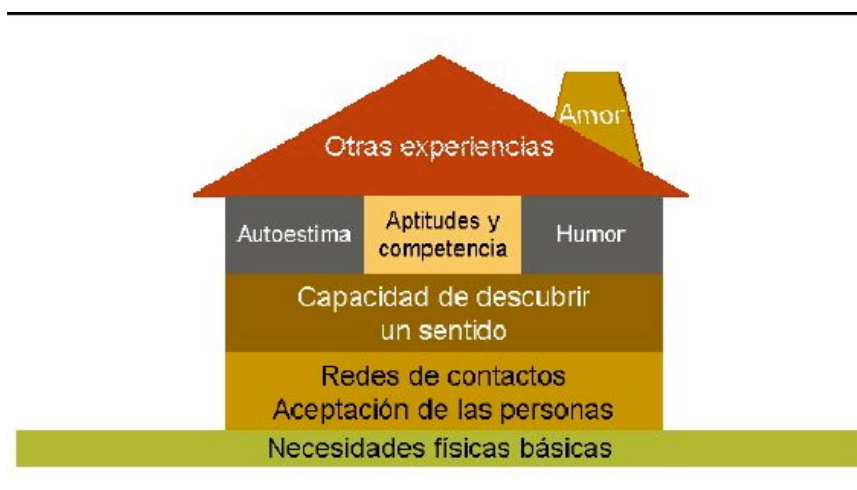 Amor
Otras experiencias
Autoestima
Aptitudes y
competencia
Humor
Capacidad de descubrir
un sentido
Redes de contactos
Aceptación de las personas
Necesidades físicas básicas